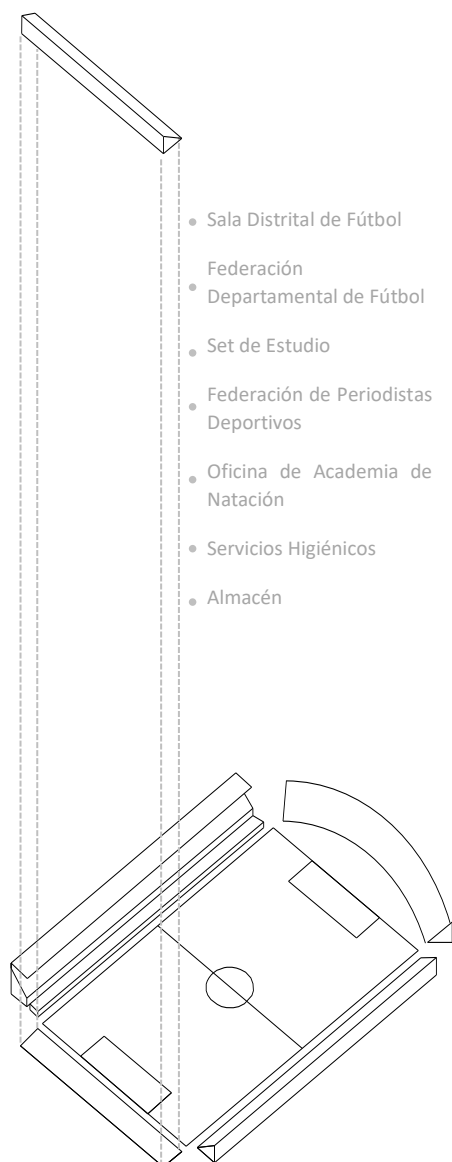 Sala Distrital de Fútbol
Federación
Departamental de Fútbol
Set de Estudio
Federación de Periodistas
Deportivos
Oficina de Academia de
Natación
Servicios Higiénicos
Almacén